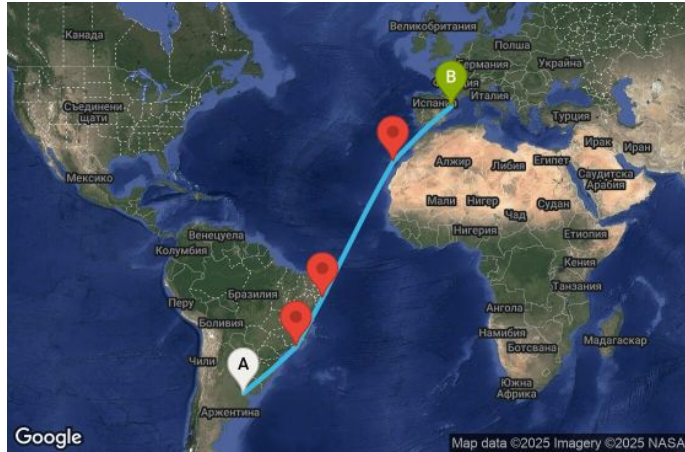 Великобритания
Канада
Полша
B
Германия
Украйна
Италия
Испания
Съединени
щати
Турция
Ирак
Иран
Алжир
Либия
Египет
Саудитска
Арабия
Мексико
Мали
Нигер
Чад
Судан
Венецуела
Нигерия
Етиопия
Колумбия
Кения
Бразилия
Танзания
Перу
Ангола
Боливия
Намибия
Мадагаскар
Ботсвана
Чили
A
Южна
Африка
Аржентина
Google
Map data ©2025 Imagery ©2025 NASA